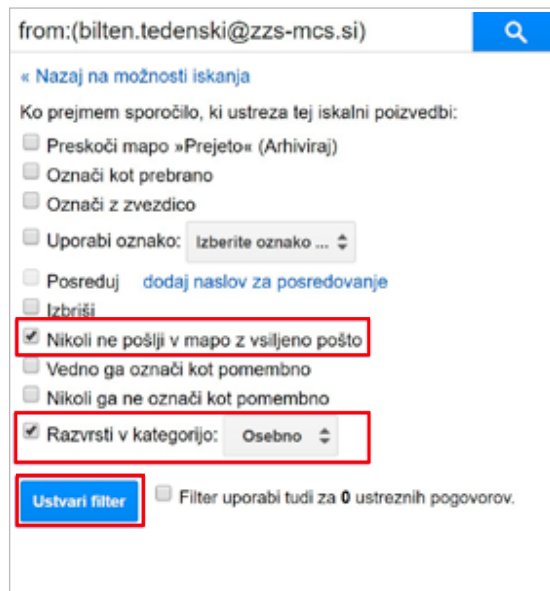 from:(bilten.tedenski@zzs-mcs.si)
« Nazaj na možnosti iskanja
Ko prejmem sporočilo, ki ustreza tej iskalni poizvedbi:
Preskoči mapo »Prejeto« (Arhiviraj)
Označi kot prebrano
Označi z zvezdico
Uporabi oznako: Izberite oznako ...
Posreduj dodaj naslov za posredovanje
Izbriši
Nikoli ne pošlji v mapo z vsiljeno pošto
Vedno ga označi kot pomembno
Nikoli ga ne označi kot pomembno
Razvrsti v kategorijo: Osebno
Ustvari filter Filter uporabi tudi za 0 ustreznih pogovorov.